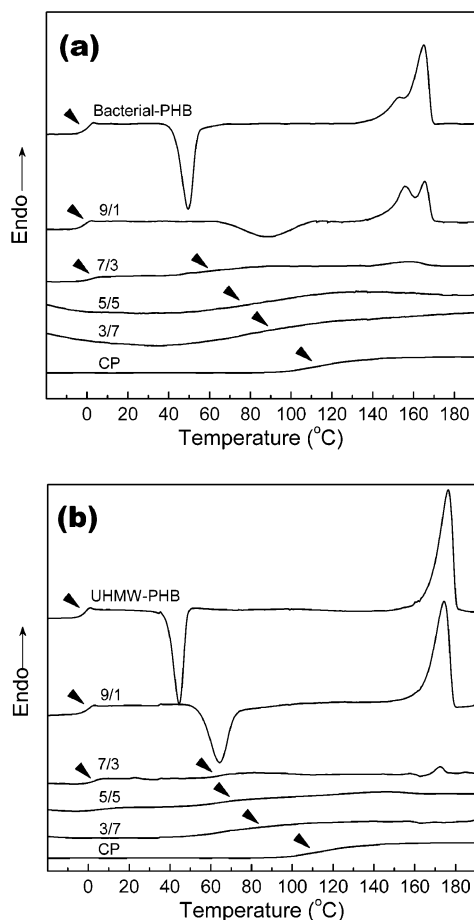 (a)
Bacterial-PHB
9/1
7/3
5/5
3/7
CP
Endo
0 20 40 60 80 100 120 140 160 180
Temperature (°C)
(b)
UHMW-PHB
9/1
7/3
5/5
3/7
CP
Endo
0 20 40 60 80 100 120 140 160 180
Temperature (°C)